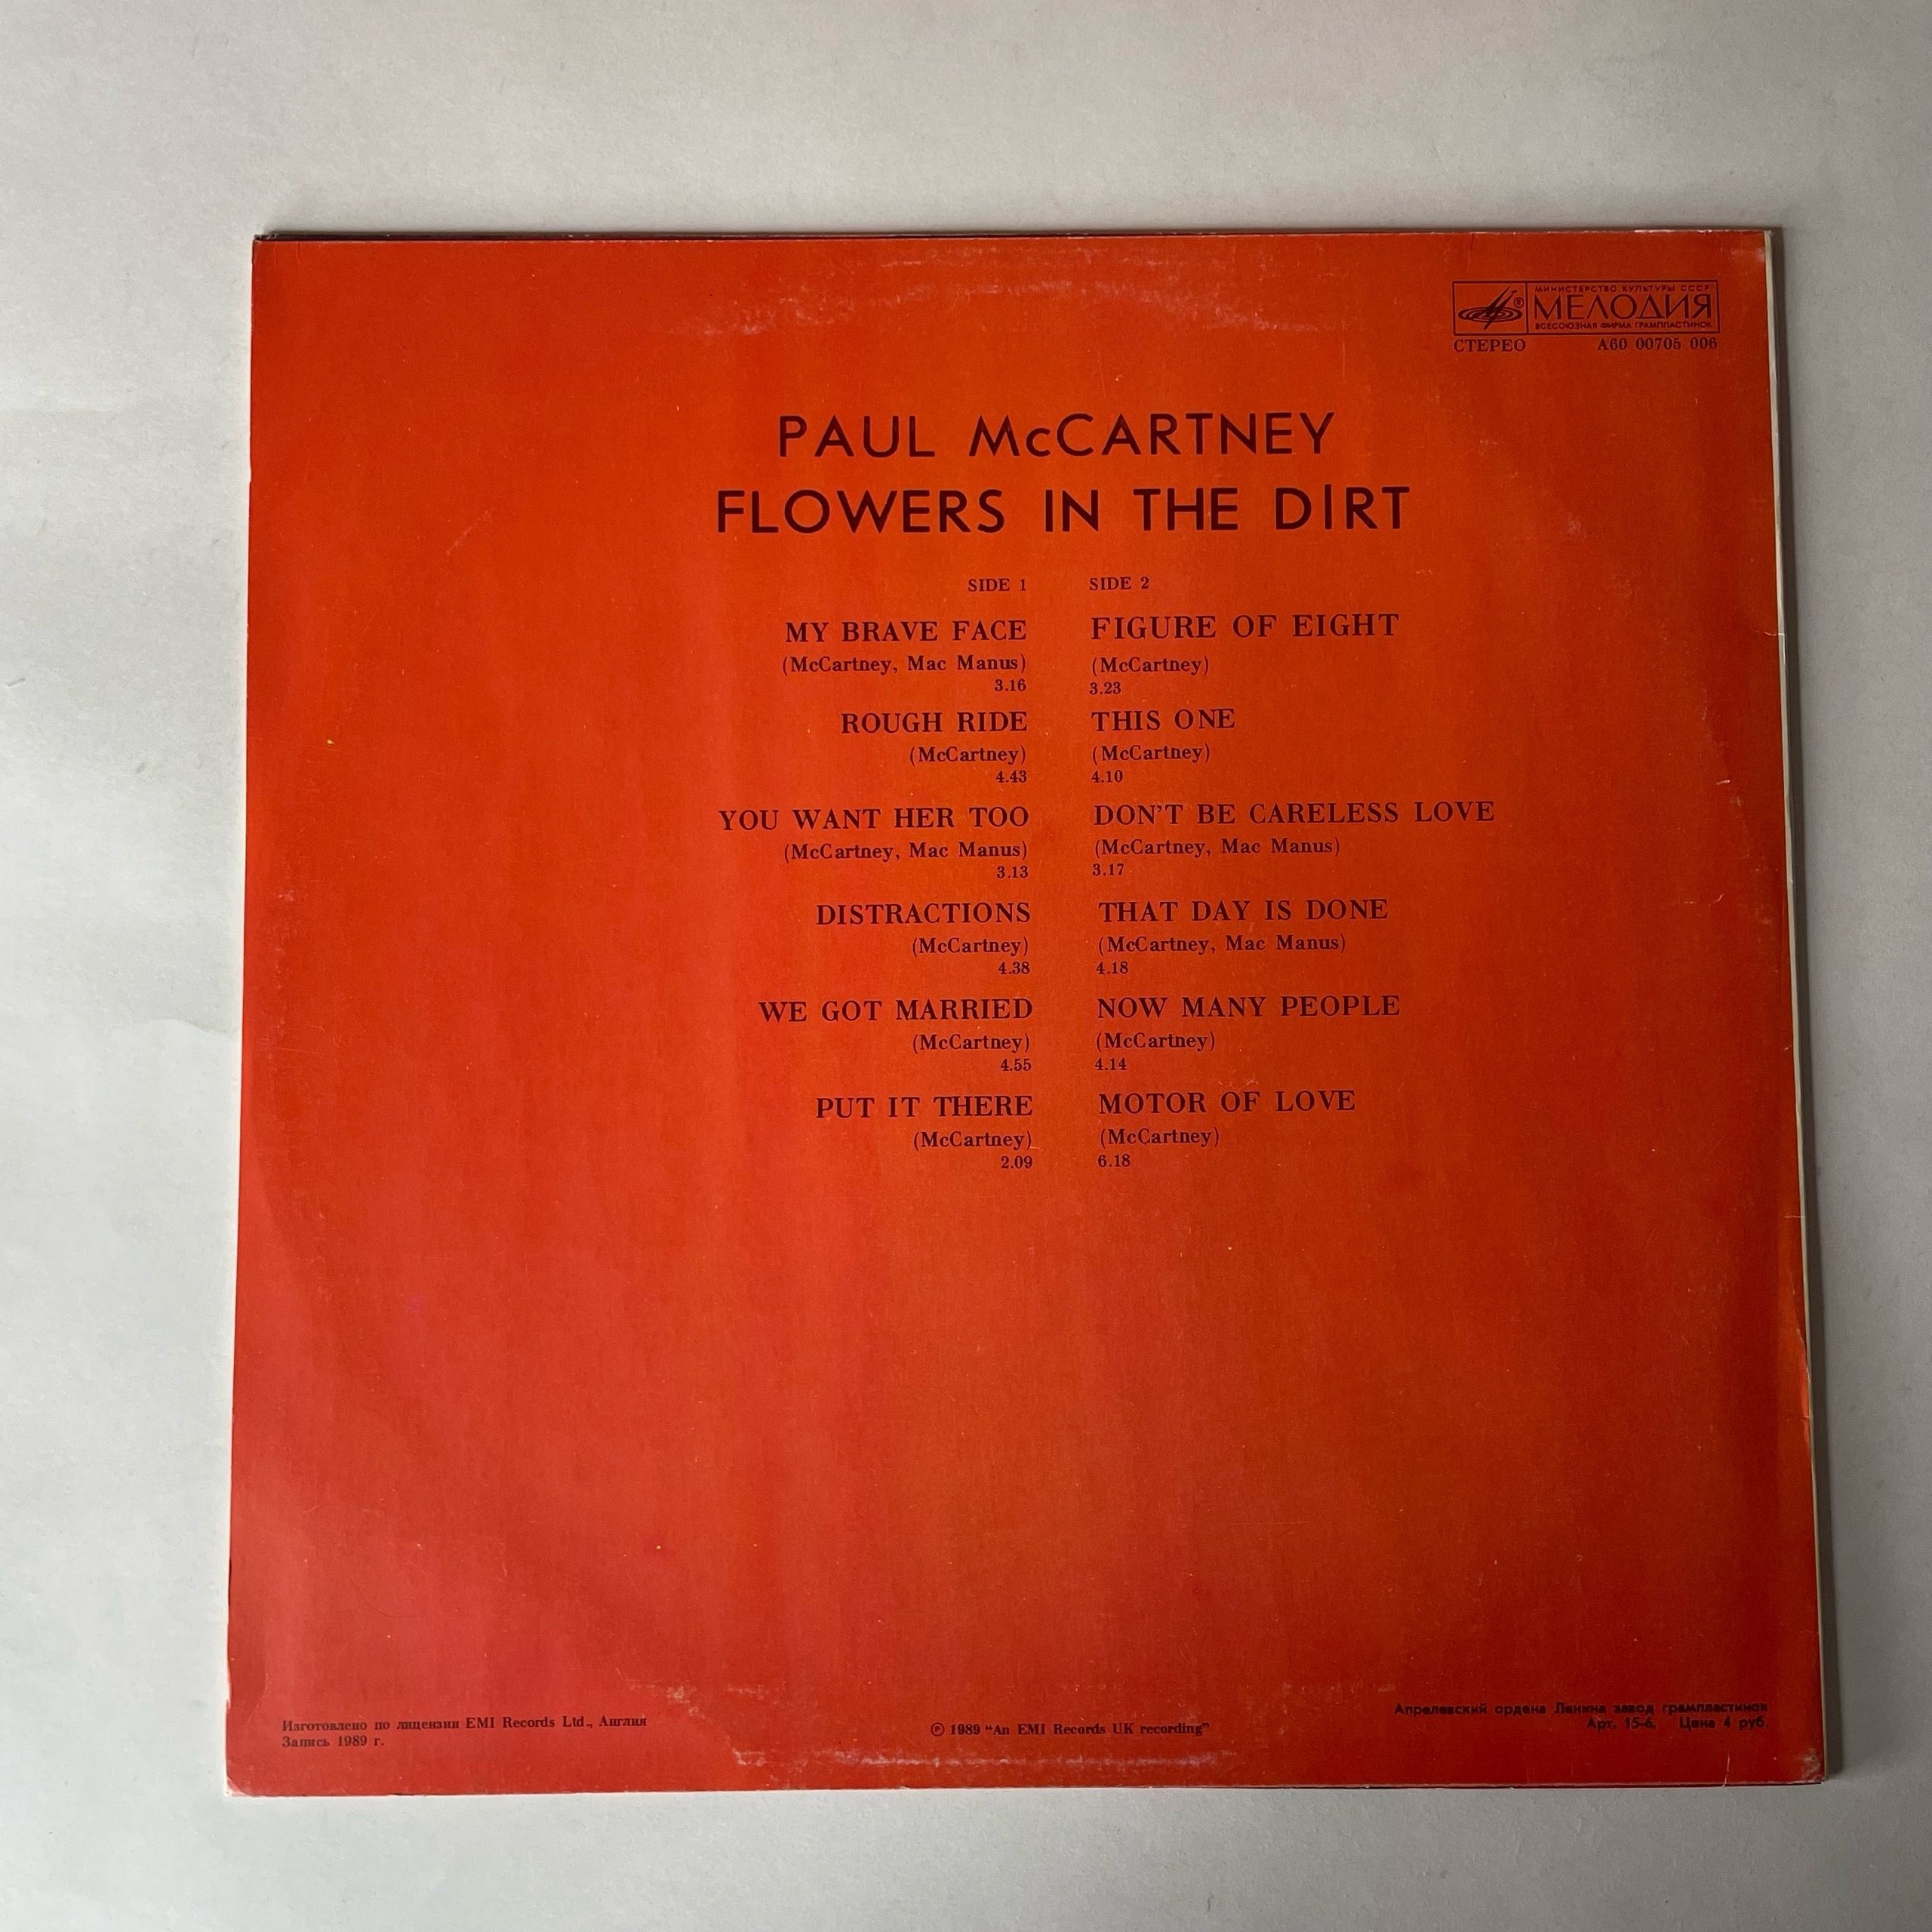 МИНИСТЕРСТВО КУЛЬТУРЫ СССР
® МЕЛОДИЯ
ВСЕСОЮЗНАЯ ФИРМА ГРАМПЛАСТИНОК
СТЕРЕО А60 00705 006
PAUL McCARTNEY
FLOWERS IN THE DIRT
SIDE 1
MY BRAVE FACE
(McCartney, Mac Manus)
3.16
ROUGH RIDE
(McCartney)
4.43
YOU WANT HER TOO
(McCartney, Mac Manus)
3.13
DISTRACTIONS
(McCartney)
4.38
WE GOT MARRIED
(McCartney)
4.55
PUT IT THERE
(McCartney)
2.09
SIDE 2
FIGURE OF EIGHT
(McCartney)
3.23
THIS ONE
(McCartney)
4.10
DON'T BE CARELESS LOVE
(McCartney, Mac Manus)
3.17
THAT DAY IS DONE
(McCartney, Mac Manus)
4.18
NOW MANY PEOPLE
(McCartney)
4.14
MOTOR OF LOVE
(McCartney)
6.18
Изготовлено по лицензии EMI Records Ltd., Англия
Запись 1989 г.
℗ 1989 "An EMI Records UK recording"
Апрелевский ордена Ленина завод грампластинок
Арт. 15-6. Цена 4 руб.